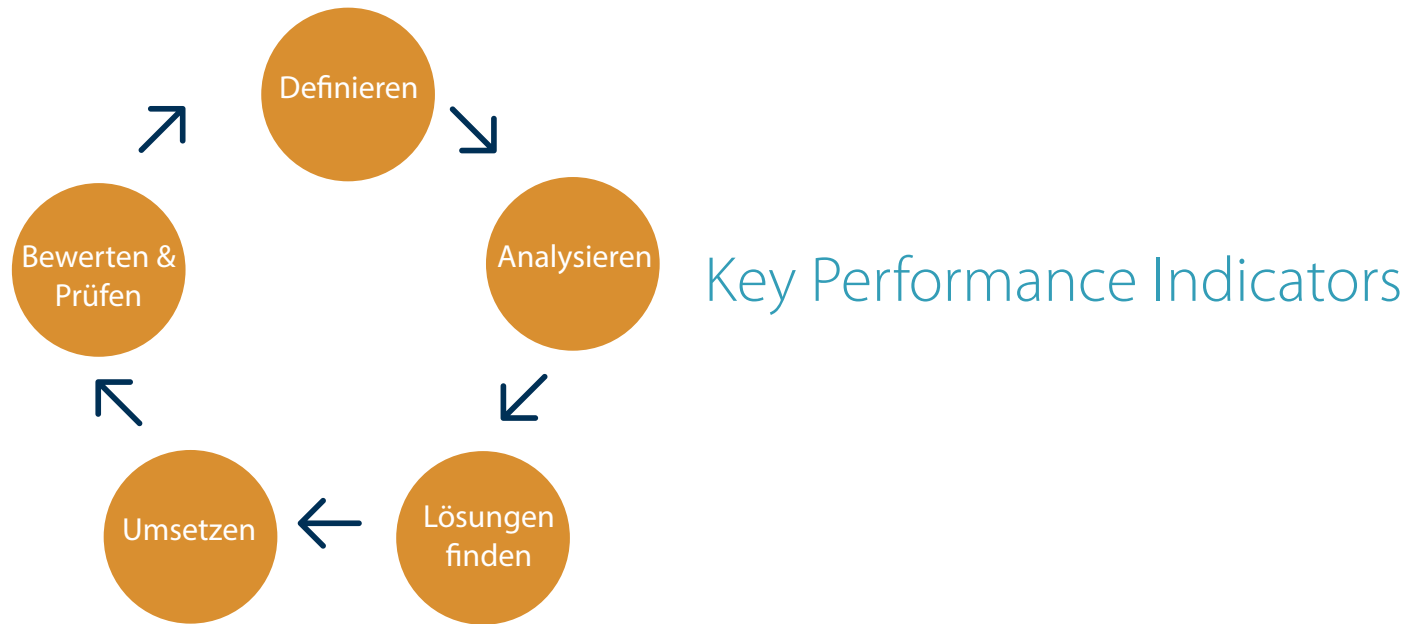 Definieren
Analysieren
Lösungen
finden
Umsetzen
Bewerten &
Prüfen
Key Performance Indicators